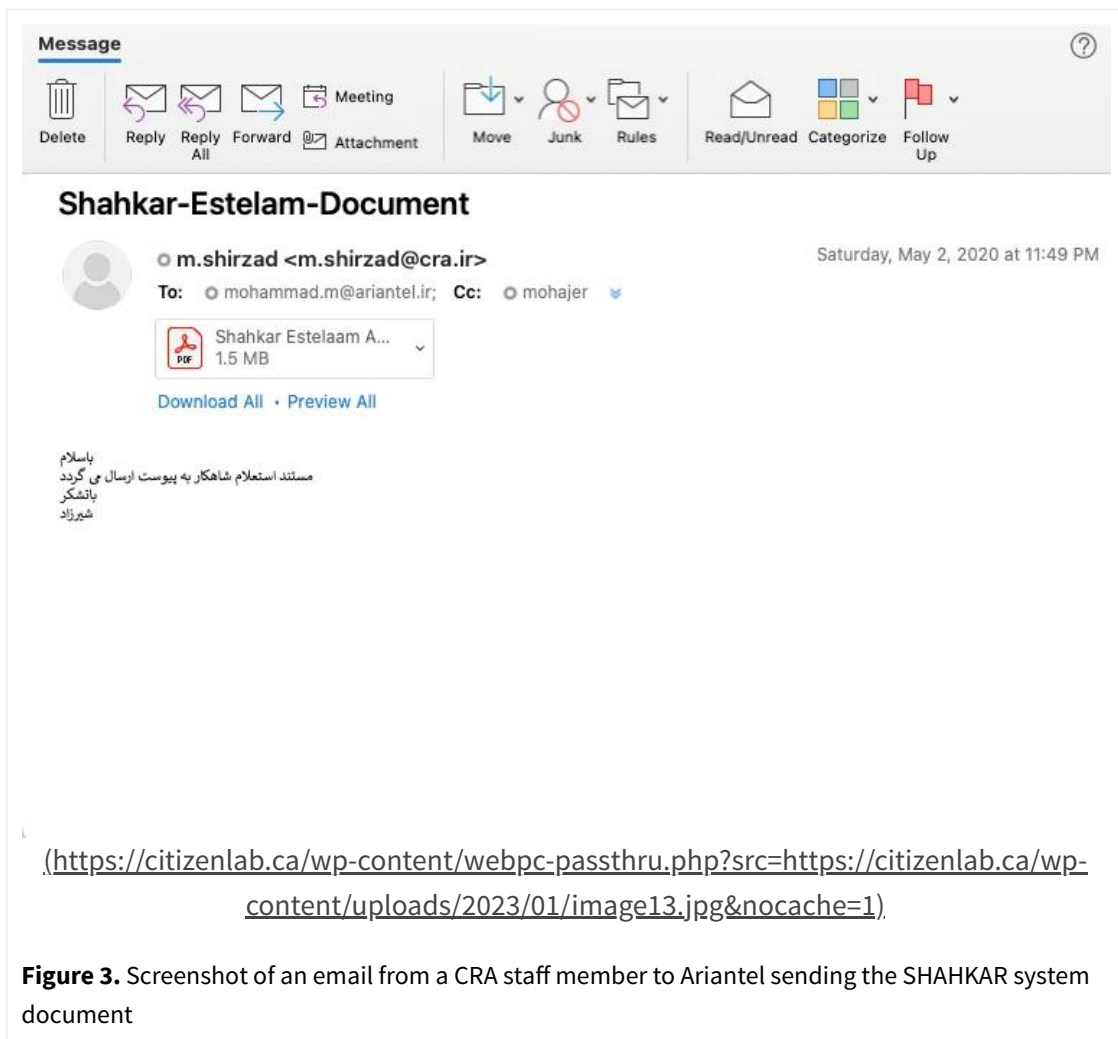 Message
Delete
Reply
Reply All
Forward
Meeting
Attachment
Move
Junk
Rules
Read/Unread
Categorize
Follow Up
Shahkar-Estelam-Document
m.shirzad <m.shirzad@cra.ir>
Saturday, May 2, 2020 at 11:49 PM
To: mohammad.m@ariantel.ir; Cc: mohajer
PDF
Shahkar Estelaam A...
1.5 MB
Download All • Preview All
باسلام
مستند استعلام شاهکار به پیوست ارسال می گردد
باتشکر
شیرزاد
(https://citizenlab.ca/wp-content/webpc-passthru.php?src=https://citizenlab.ca/wp-
content/uploads/2023/01/image13.jpg&nocache=1)
Figure 3. Screenshot of an email from a CRA staff member to Ariantel sending the SHAHKAR system
document